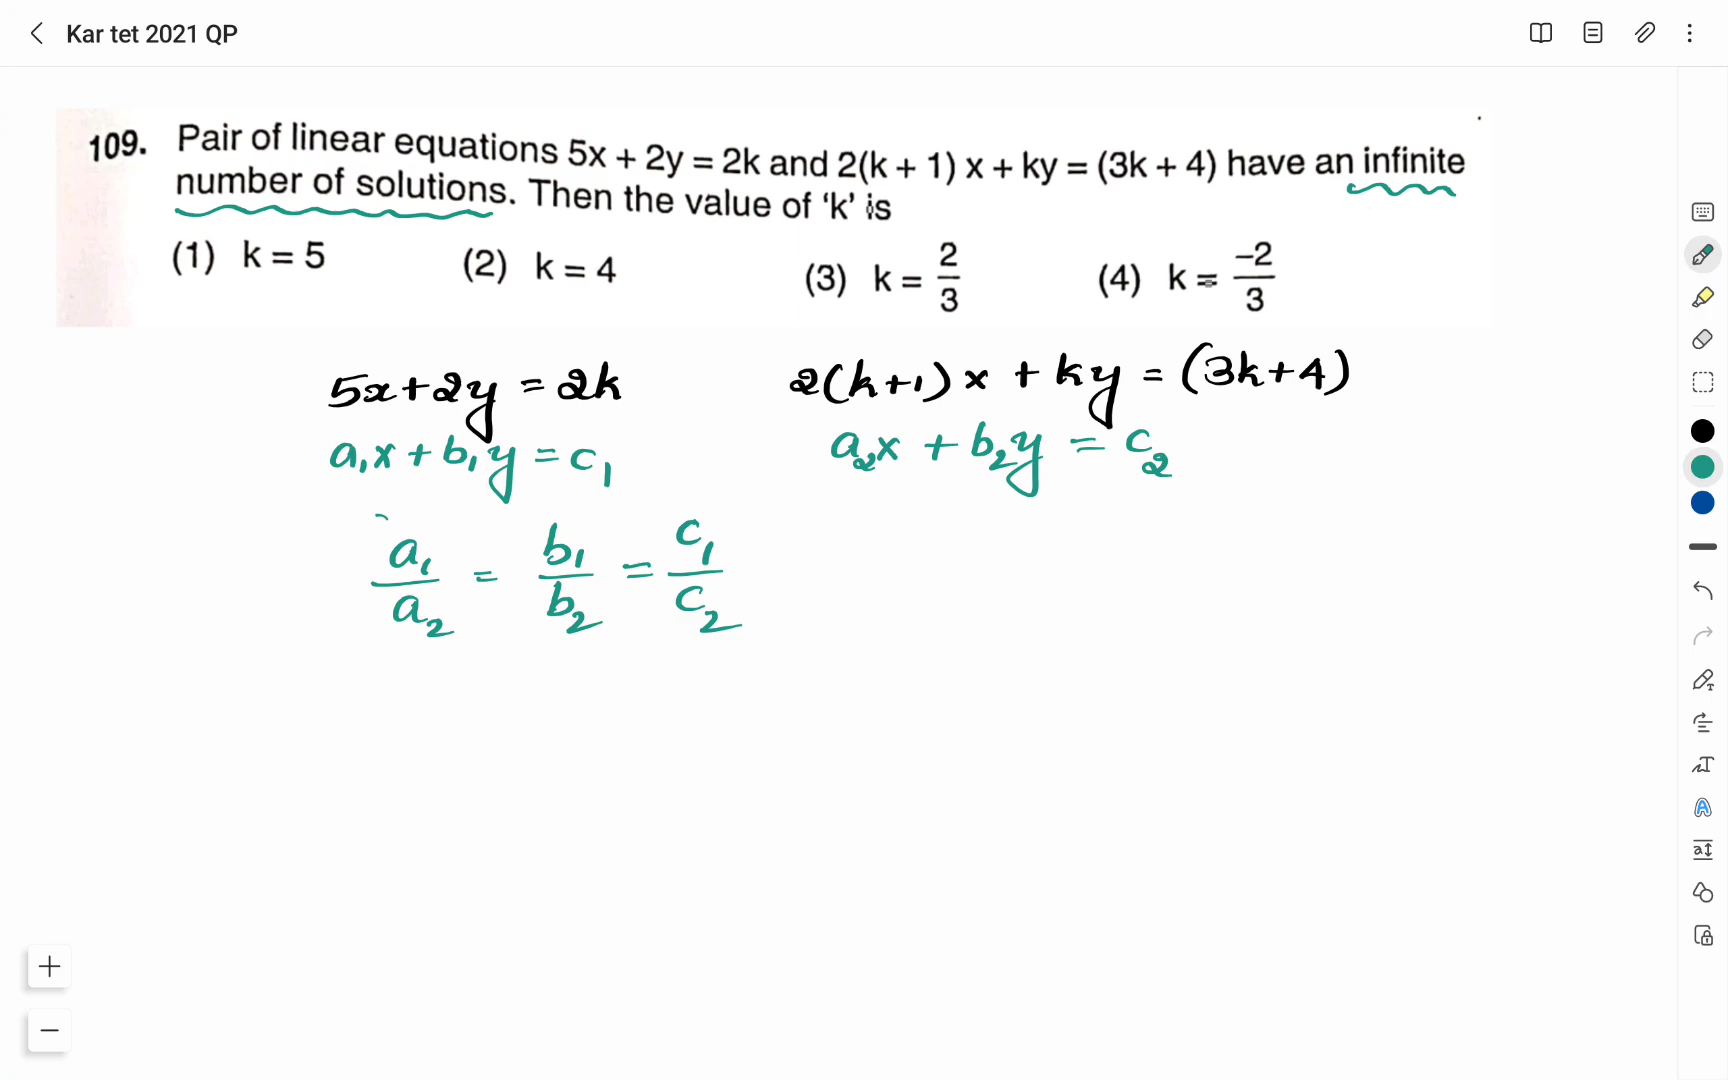 Kar tet 2021 QP
109. Pair of linear equations 5x + 2y = 2k and 2(k + 1) x + ky = (3k + 4) have an infinite
number of solutions. Then the value of ‘k’ is
(1) k = 5 (2) k = 4 (3) k = 2/3 (4) k = -2/3
5x+2y = 2k 2(k+1) x + ky = (3k+4)
a₁x + b₁y = c₁ a₂x + b₂y = c₂
a₁/a₂ = b₁/b₂ = c₁/c₂